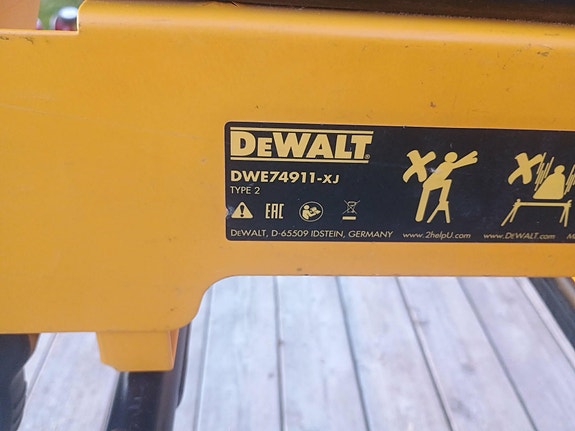 DEWALT®
DWE74911-XJ
TYPE 2
EAC
DEWALT, D-65509 IDSTEIN, GERMANY
www.2helpU.com
www.DEWALT.com